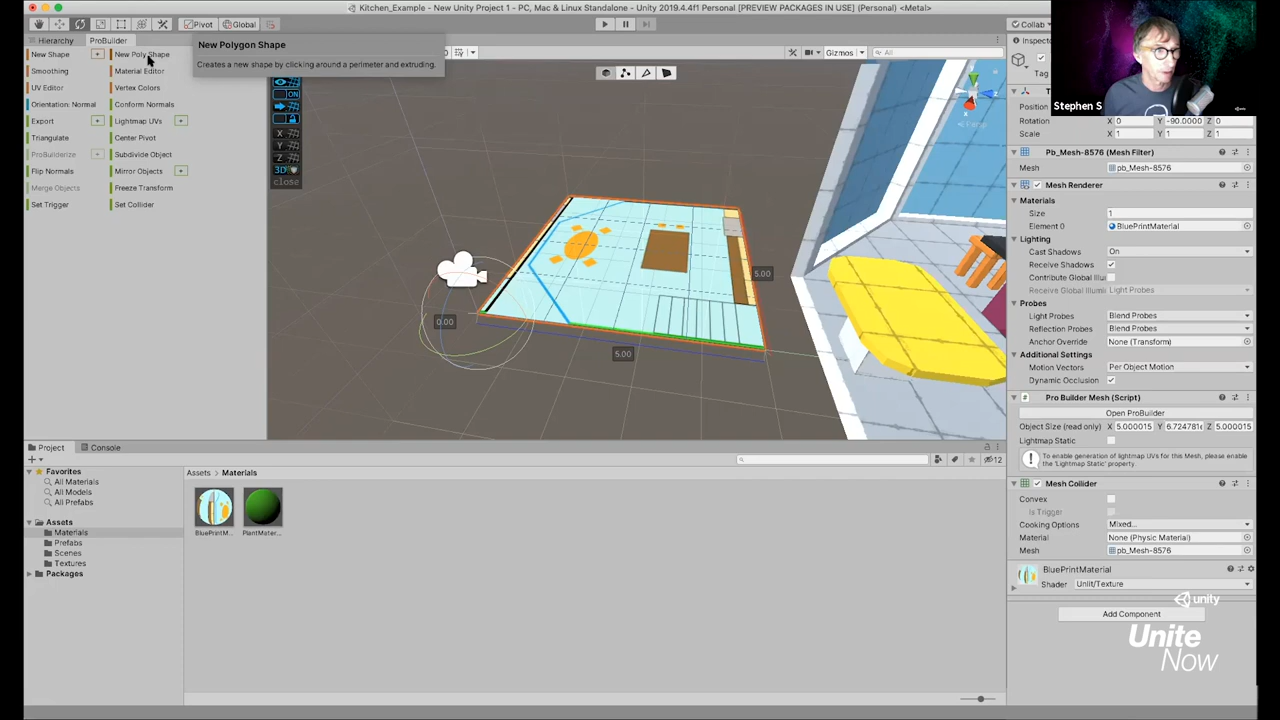 Kitchen_Example - New Unity Project 1 - PC, Mac & Linux Standalone - Unity 2019.4.4f1 Personal [PREVIEW PACKAGES IN USE] <Metal>
Pivot Global Collab
Hierarchy ProBuilder
New Shape New Poly Shape
Smoothing Material Editor
UV Editor Vertex Colors
Orientation: Normal Conform Normals
Export Lightmap UVs
Triangulate Center Pivot
ProBuilderize Subdivide Object
Flip Normals Mirror Objects
Merge Objects Freeze Transform
Set Trigger Set Collider
New Polygon Shape
Creates a new shape by clicking around a perimeter and extruding.
Gizmos All
ON
X
Y
Z
3D
close
Persp
0.00
5.00
5.00
Stephen S
Inspect
Tag
Position
Rotation X 0 Y -90.0000 Z 0
Scale X 1 Y 1 Z 1
Pb_Mesh-8576 (Mesh Filter)
Mesh pb_Mesh-8576
Mesh Renderer
Materials
Size 1
Element 0 BluePrintMaterial
Lighting
Cast Shadows On
Receive Shadows
Contribute Global Illu
Receive Global Illumi Light Probes
Probes
Light Probes Blend Probes
Reflection Probes Blend Probes
Anchor Override None (Transform)
Additional Settings
Motion Vectors Per Object Motion
Dynamic Occlusion
Pro Builder Mesh (Script)
Open ProBuilder
Object Size (read only) X 5.000015 Y 6.724781e Z 5.000015
Lightmap Static
To enable generation of lightmap UVs for this Mesh, please enable
the 'Lightmap Static' property
Mesh Collider
Convex
Is Trigger
Cooking Options Mixed...
Material None (Physic Material)
Mesh pb_Mesh-8576
BluePrintMaterial
Shader Unlit/Texture
Add Component
unity
Unite
Now
Project Console
12
Favorites
All Materials
All Models
All Prefabs
Assets
Materials
Prefabs
Scenes
Textures
Packages
Assets > Materials
BluePrintM... PlantMater...